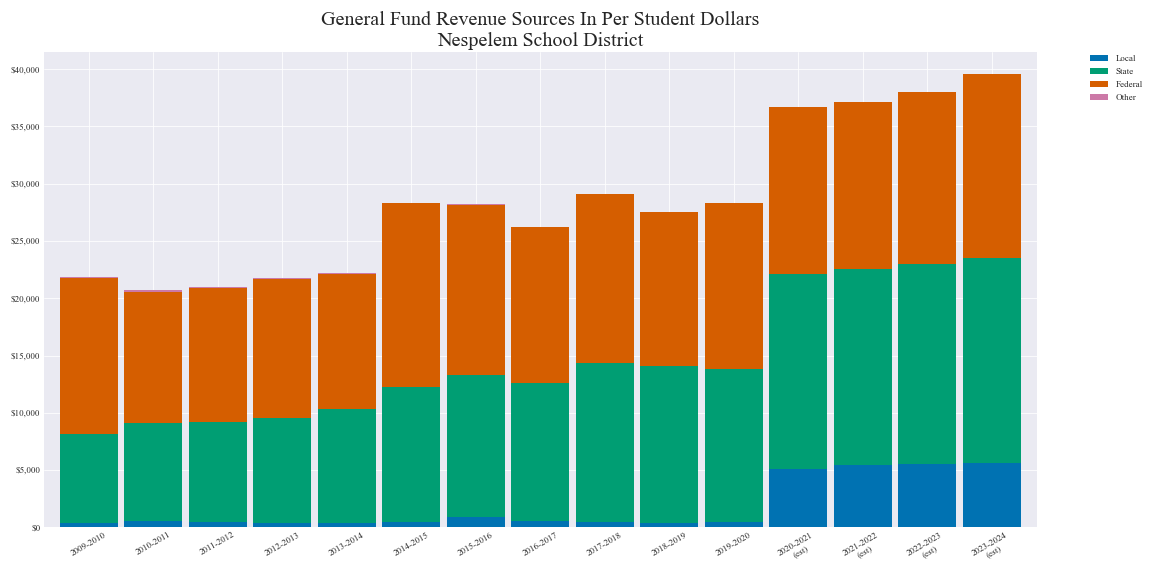 General Fund Revenue Sources In Per Student Dollars
Nespelem School District
Local
State
Federal
Other
$40,000
$35,000
$30,000
$25,000
$20,000
$15,000
$10,000
$5,000
$0
2009-2010
2010-2011
2011-2012
2012-2013
2013-2014
2014-2015
2015-2016
2016-2017
2017-2018
2018-2019
2019-2020
2020-2021
(est)
2021-2022
(est)
2022-2023
(est)
2023-2024
(est)